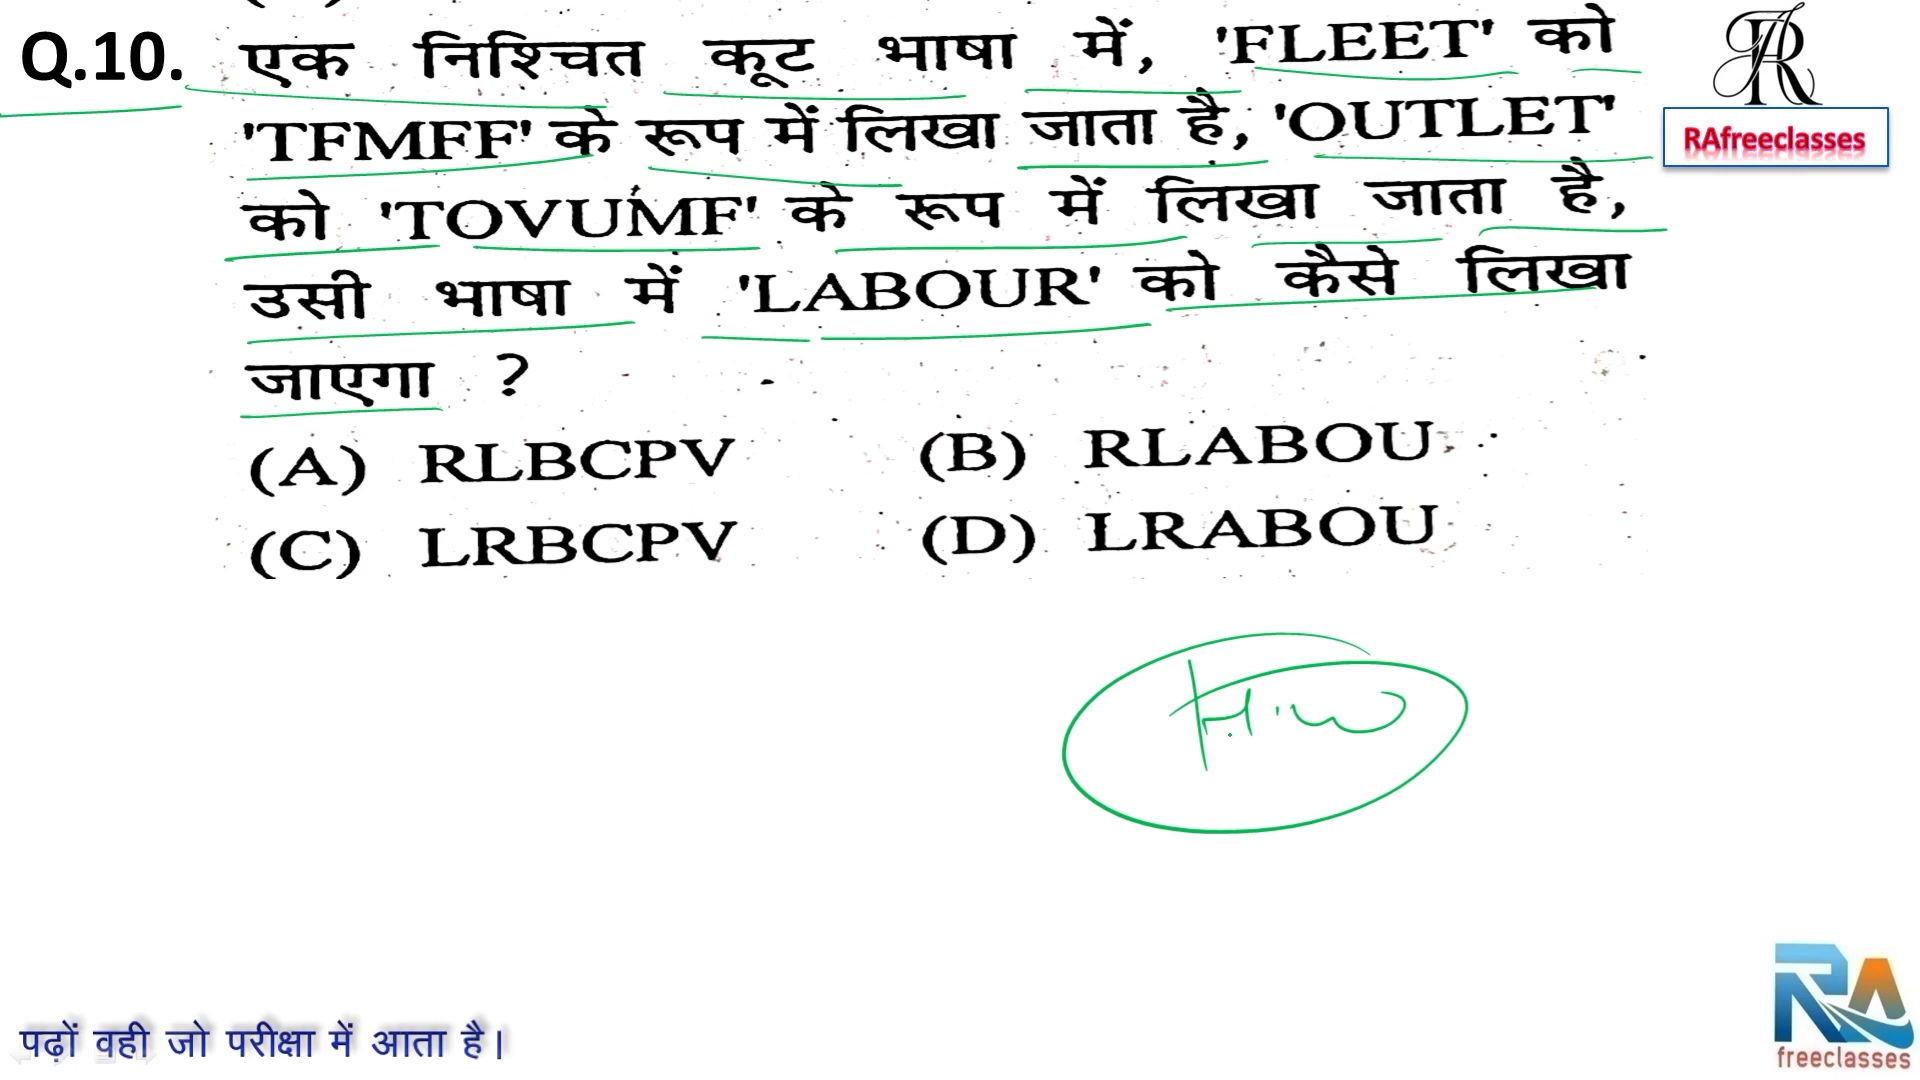 Q.10. एक निश्चित कूट भाषा में, 'FLEET' को
'TFMFF' के रूप में लिखा जाता है, 'OUTLET'
को 'TOVUMF' के रूप में लिखा जाता है,
उसी भाषा में 'LABOUR' को कैसे लिखा
जाएगा ?
(A) RLBCPV (B) RLABOU
(C) LRBCPV (D) LRABOU
RAfreeclasses
पढ़ों वही जो परीक्षा में आता है।
RA
freeclasses